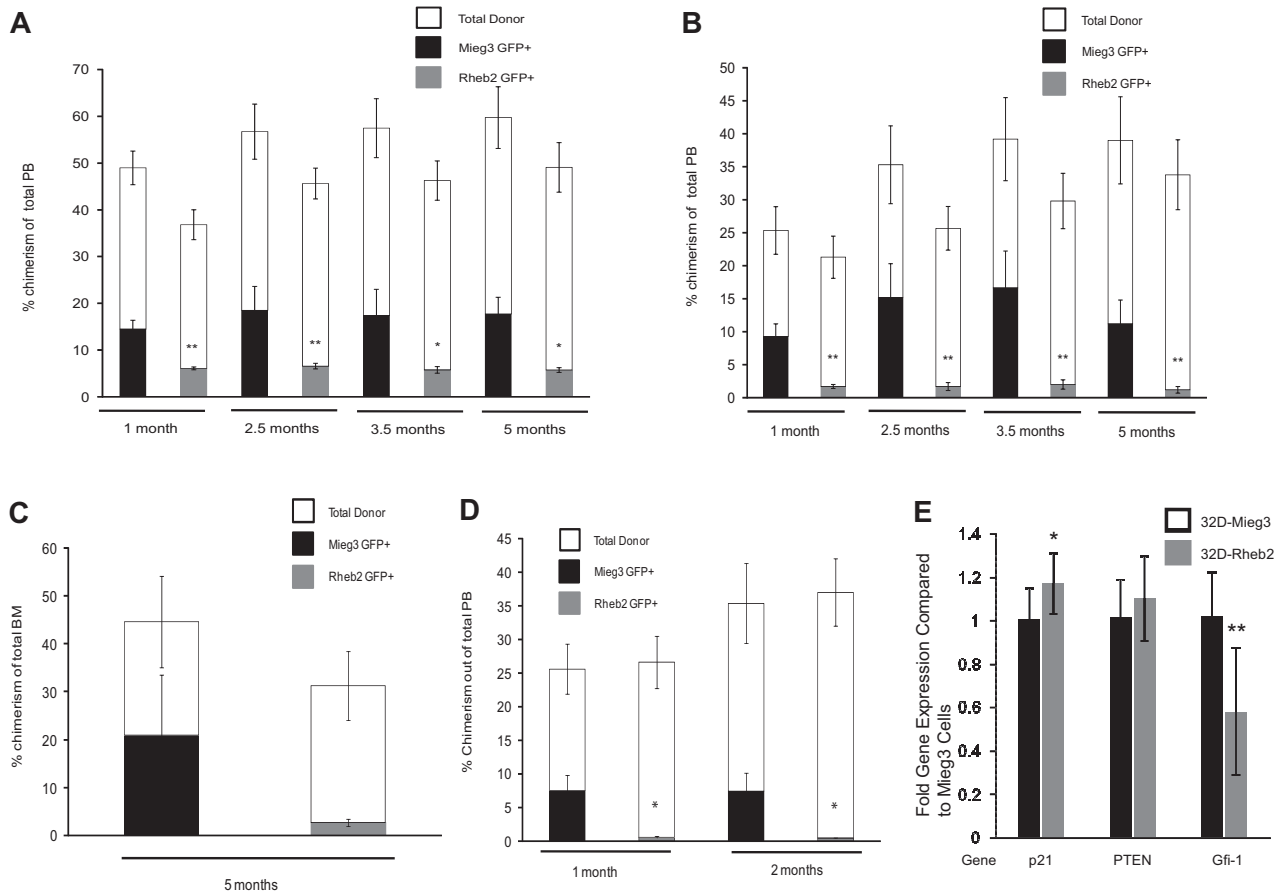 A
Total Donor
Mieg3 GFP+
Rheb2 GFP+
% chimerism of total PB
70
60
50
40
30
20
10
0
** ** * *
1 month 2.5 months 3.5 months 5 months
B
Total Donor
Mieg3 GFP+
Rheb2 GFP+
% chimerism of total PB
50
45
40
35
30
25
20
15
10
5
0
** ** ** **
1 month 2.5 months 3.5 months 5 months
C
Total Donor
Mieg3 GFP+
Rheb2 GFP+
% chimerism of total BM
60
50
40
30
20
10
0
5 months
D
Total Donor
Mieg3 GFP+
Rheb2 GFP+
% Chimerism out of total PB
45
40
35
30
25
20
15
10
5
0
* *
1 month 2 months
E
32D-Mieg3
32D-Rheb2
Fold Gene Expression Compared
to Mieg3 Cells
1.4
1.2
1
0.8
0.6
0.4
0.2
0
* **
Gene p21 PTEN Gfi-1